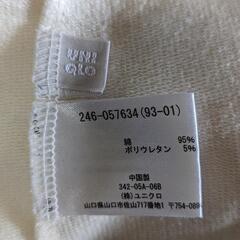 UNI
QLO
246-057634(93-01)
綿 95%
ポリウレタン 5%
中国製
342-05A-06B
(株)ユニクロ
山口県山口市佐山717番地1
〒754-0894